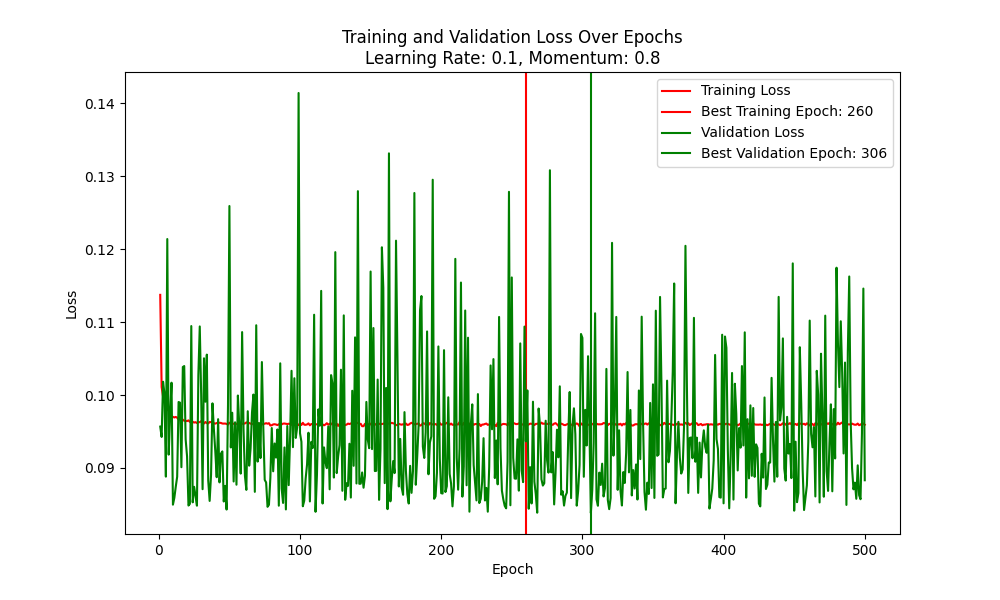 Training and Validation Loss Over Epochs
Learning Rate: 0.1, Momentum: 0.8
Training Loss
Best Training Epoch: 260
Validation Loss
Best Validation Epoch: 306
0.14
0.13
0.12
0.11
0.10
0.09
Loss
0
100
200
300
400
500
Epoch